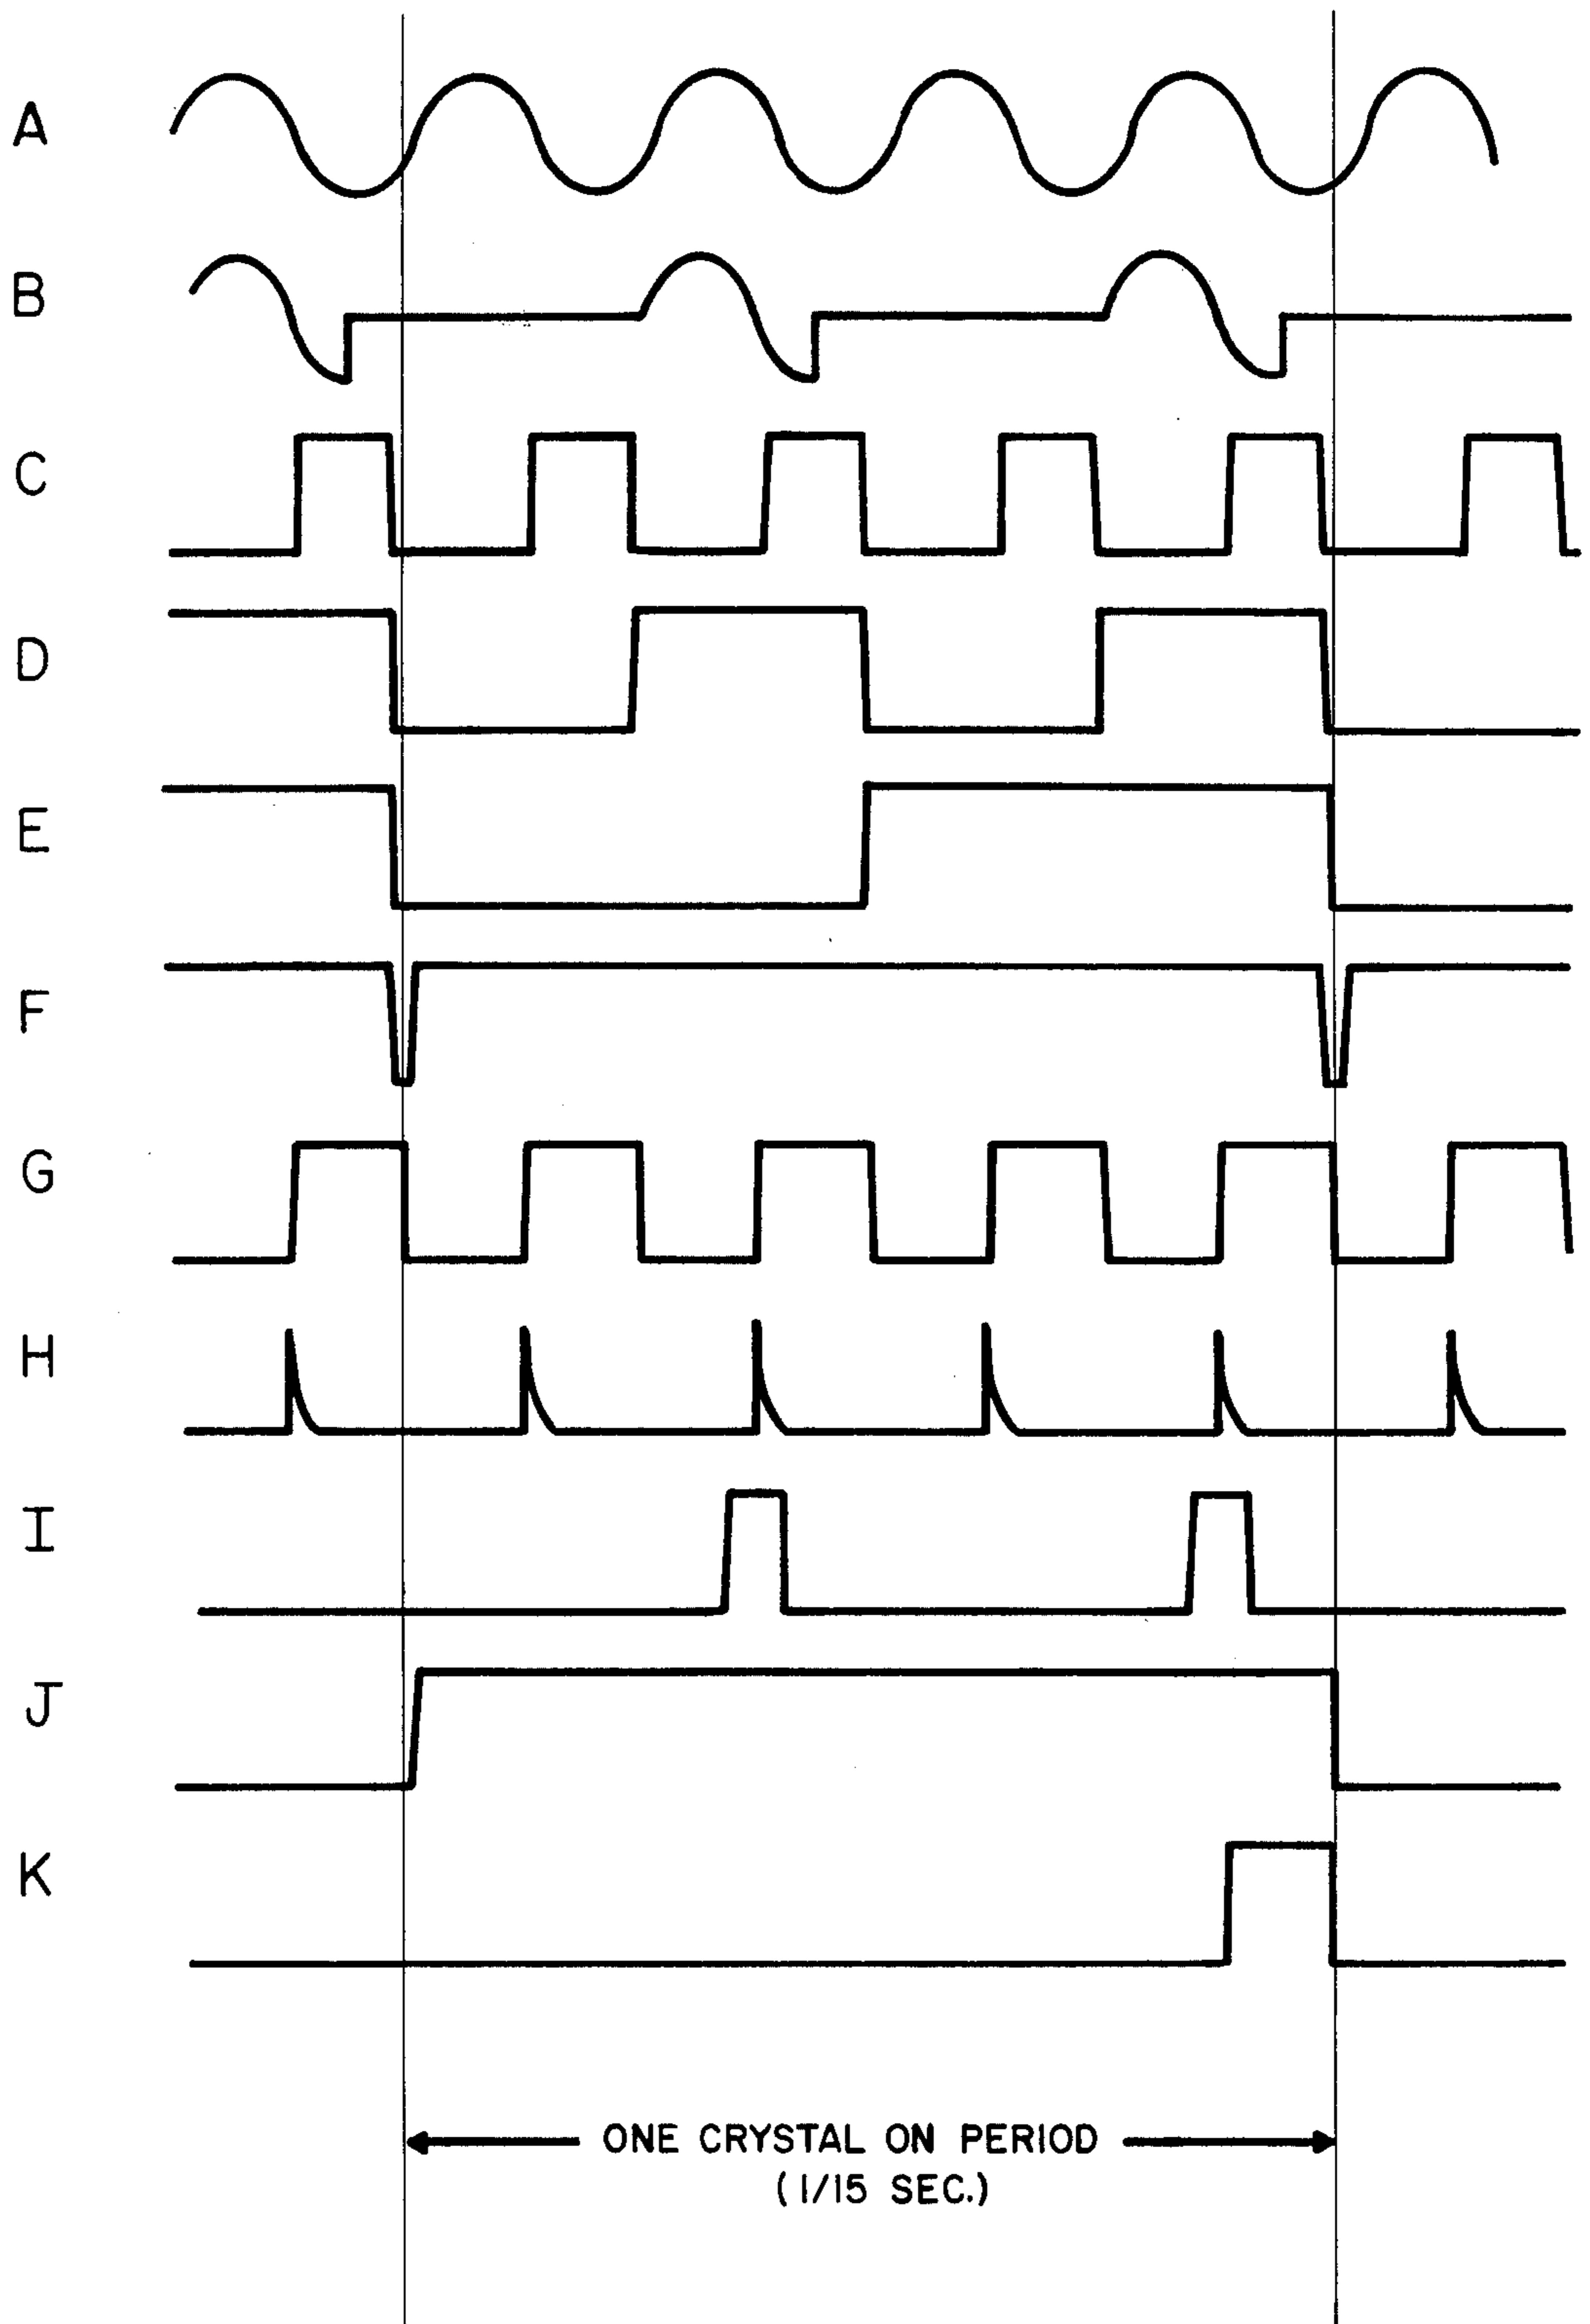 A
B
C
D
E
F
G
H
I
J
K
ONE CRYSTAL ON PERIOD
(1/15 SEC.)